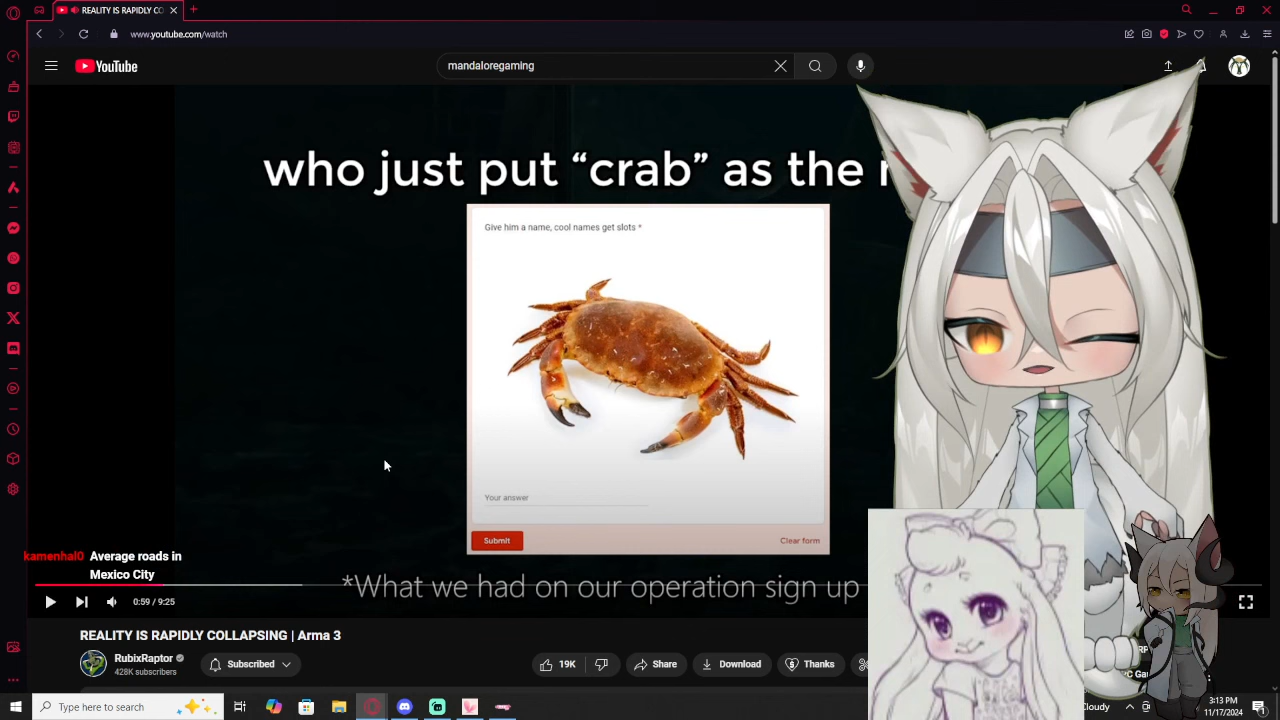 REALITY IS RAPIDLY CO
www.youtube.com/watch
YouTube
mandaloregaming
who just put “crab” as the
Give him a name, cool names get slots *
Your answer
Submit
Clear form
kamenhal0 Average roads in
Mexico City
*What we had on our operation sign up
0:59 / 9:25
REALITY IS RAPIDLY COLLAPSING | Arma 3
RubixRaptor
428K subscribers
Subscribed
19K
Share
Download
Thanks
Type here to search
Cloudy
3:13 PM
11/17/2024